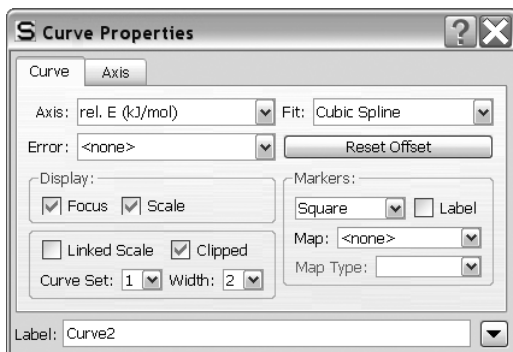 S Curve Properties ?
Curve Axis
Axis: rel. E (kJ/mol) Fit: Cubic Spline
Error: <none> Reset Offset
Display: Markers:
Focus Scale Square Label
Linked Scale Clipped Map: <none>
Curve Set: 1 Width: 2 Map Type:
Label: Curve2